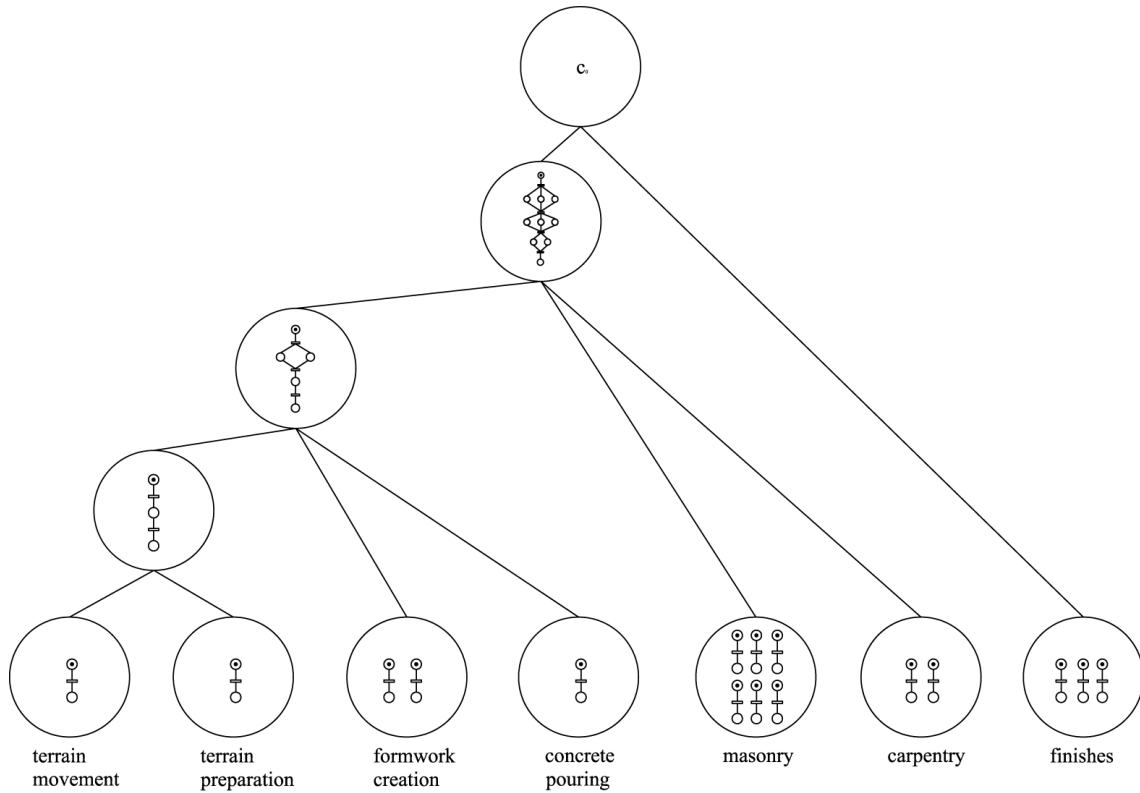 c₀
terrain
movement
terrain
preparation
formwork
creation
concrete
pouring
masonry
carpentry
finishes